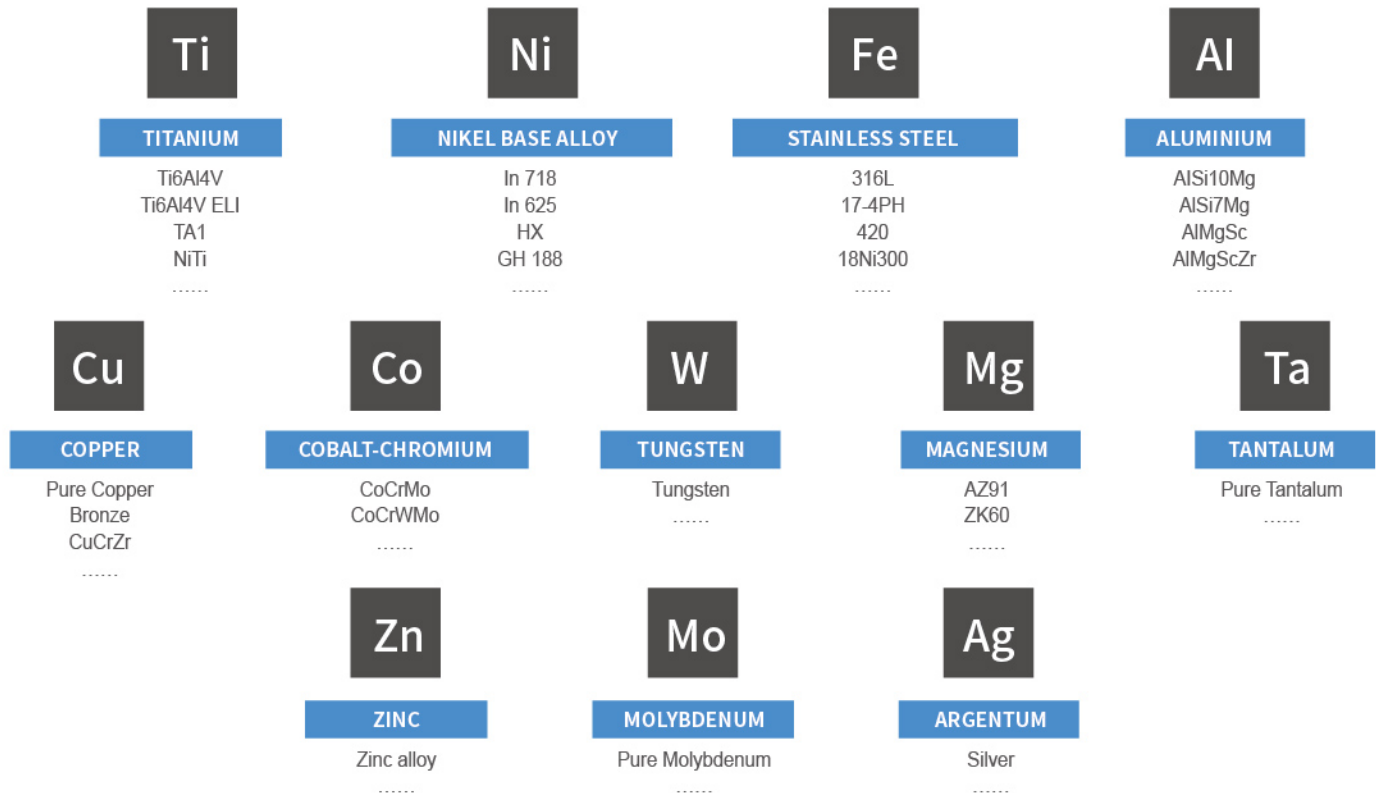 Ti
TITANIUM
Ti6Al4V
Ti6Al4V ELI
TA1
NiTi
......
Ni
NIKEL BASE ALLOY
In 718
In 625
HX
GH 188
......
Fe
STAINLESS STEEL
316L
17-4PH
420
18Ni300
......
Al
ALUMINIUM
AlSi10Mg
AlSi7Mg
AlMgSc
AlMgScZr
......
Cu
COPPER
Pure Copper
Bronze
CuCrZr
......
Co
COBALT-CHROMIUM
CoCrMo
CoCrWMo
......
W
TUNGSTEN
Tungsten
......
Mg
MAGNESIUM
AZ91
ZK60
......
Ta
TANTALUM
Pure Tantalum
......
Zn
ZINC
Zinc alloy
......
Mo
MOLYBDENUM
Pure Molybdenum
......
Ag
ARGENTUM
Silver
......